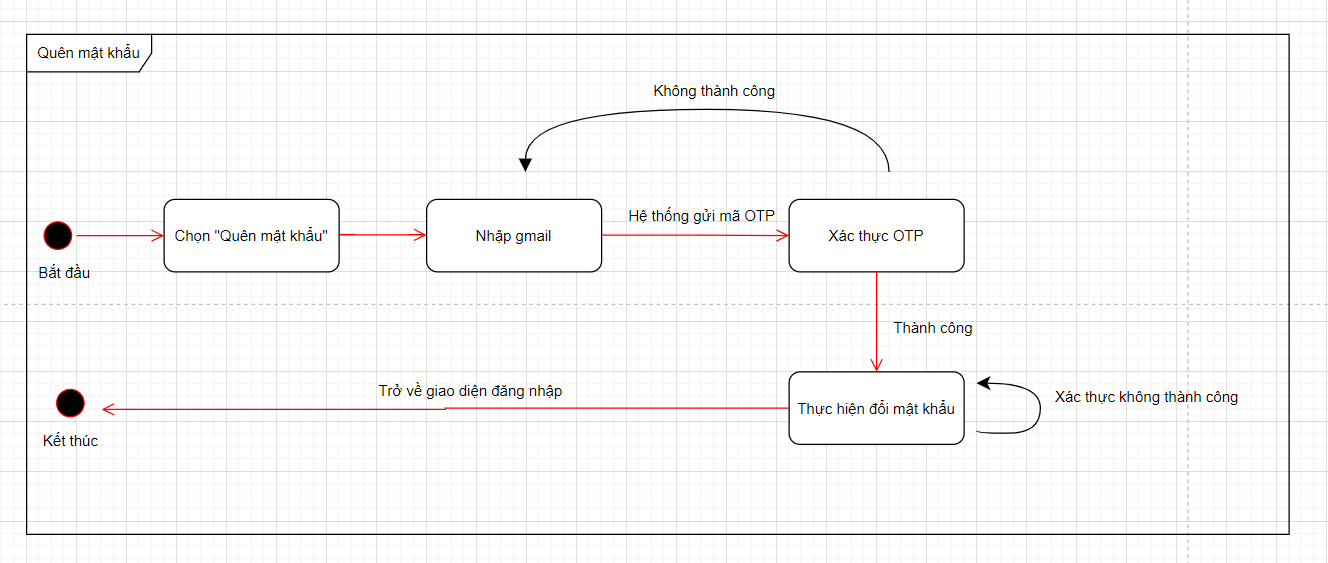 Quên mật khẩu
Không thành công
Hệ thống gửi mã OTP
Chọn "Quên mật khẩu"
Nhập gmail
Xác thực OTP
Bắt đầu
Thành công
Trở về giao diện đăng nhập
Xác thực không thành công
Thực hiện đổi mật khẩu
Kết thúc